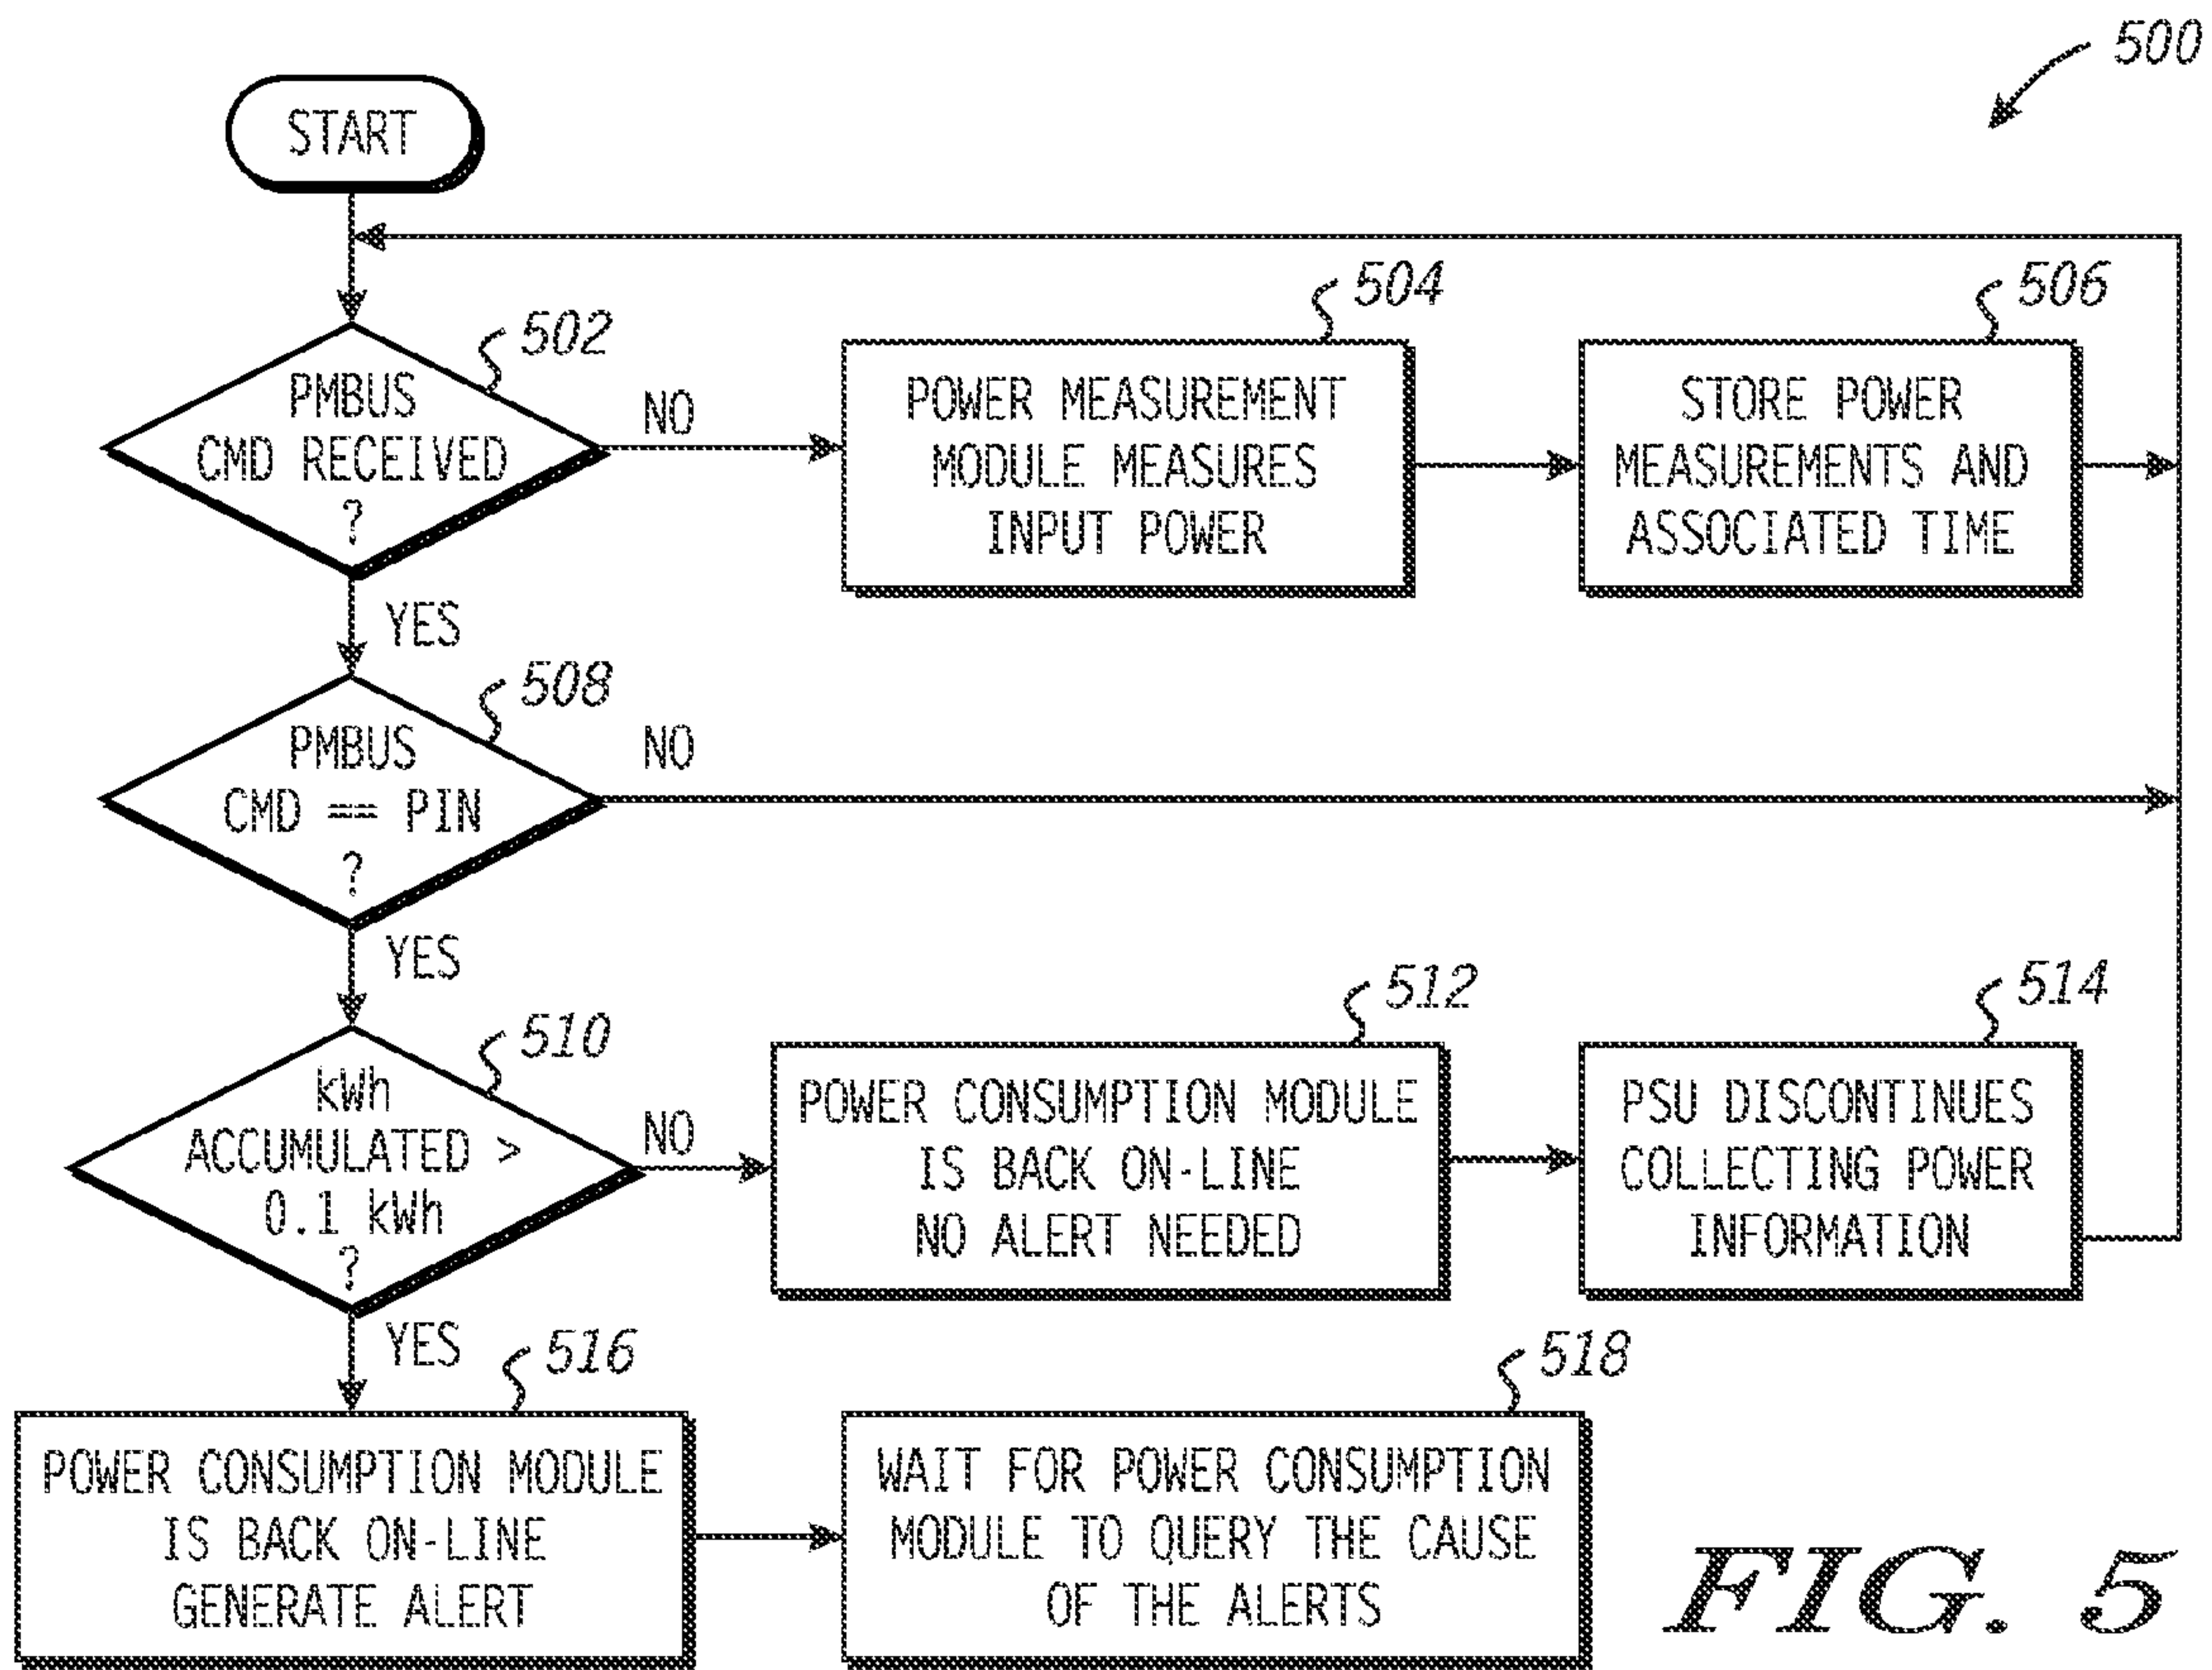 500
START
502
PMBUS
CMD RECEIVED
?
NO
YES
504
POWER MEASUREMENT
MODULE MEASURES
INPUT POWER
506
STORE POWER
MEASUREMENTS AND
ASSOCIATED TIME
508
PMBUS
CMD == PIN
?
NO
YES
510
kWh
ACCUMULATED >
0.1 kWh
?
NO
YES
512
POWER CONSUMPTION MODULE
IS BACK ON-LINE
NO ALERT NEEDED
514
PSU DISCONTINUES
COLLECTING POWER
INFORMATION
516
POWER CONSUMPTION MODULE
IS BACK ON-LINE
GENERATE ALERT
518
WAIT FOR POWER CONSUMPTION
MODULE TO QUERY THE CAUSE
OF THE ALERTS
FIG. 5